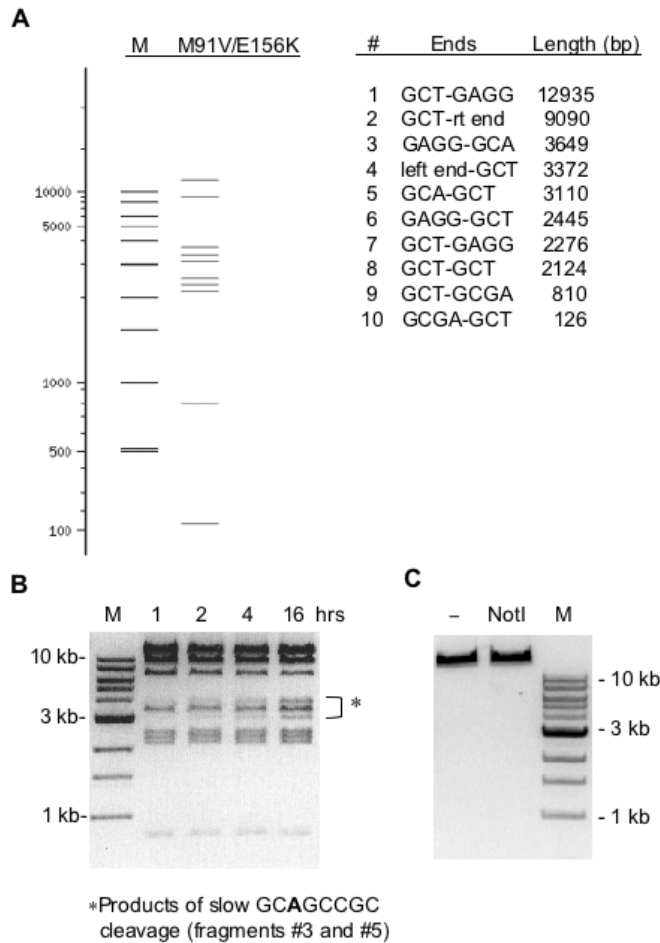 A
M M91V/E156K
10000
5000
1000
500
100
# Ends Length (bp)
1 GCT-GAGG 12935
2 GCT-rt end 9090
3 GAGG-GCA 3649
4 left end-GCT 3372
5 GCA-GCT 3110
6 GAGG-GCT 2445
7 GCT-GAGG 2276
8 GCT-GCT 2124
9 GCT-GCGA 810
10 GCGA-GCT 126
B
M 1 2 4 16 hrs
10 kb-
3 kb-
1 kb-
*
*Products of slow GCAGCCGC
cleavage (fragments #3 and #5)
C
– NotI M
- 10 kb
- 3 kb
- 1 kb